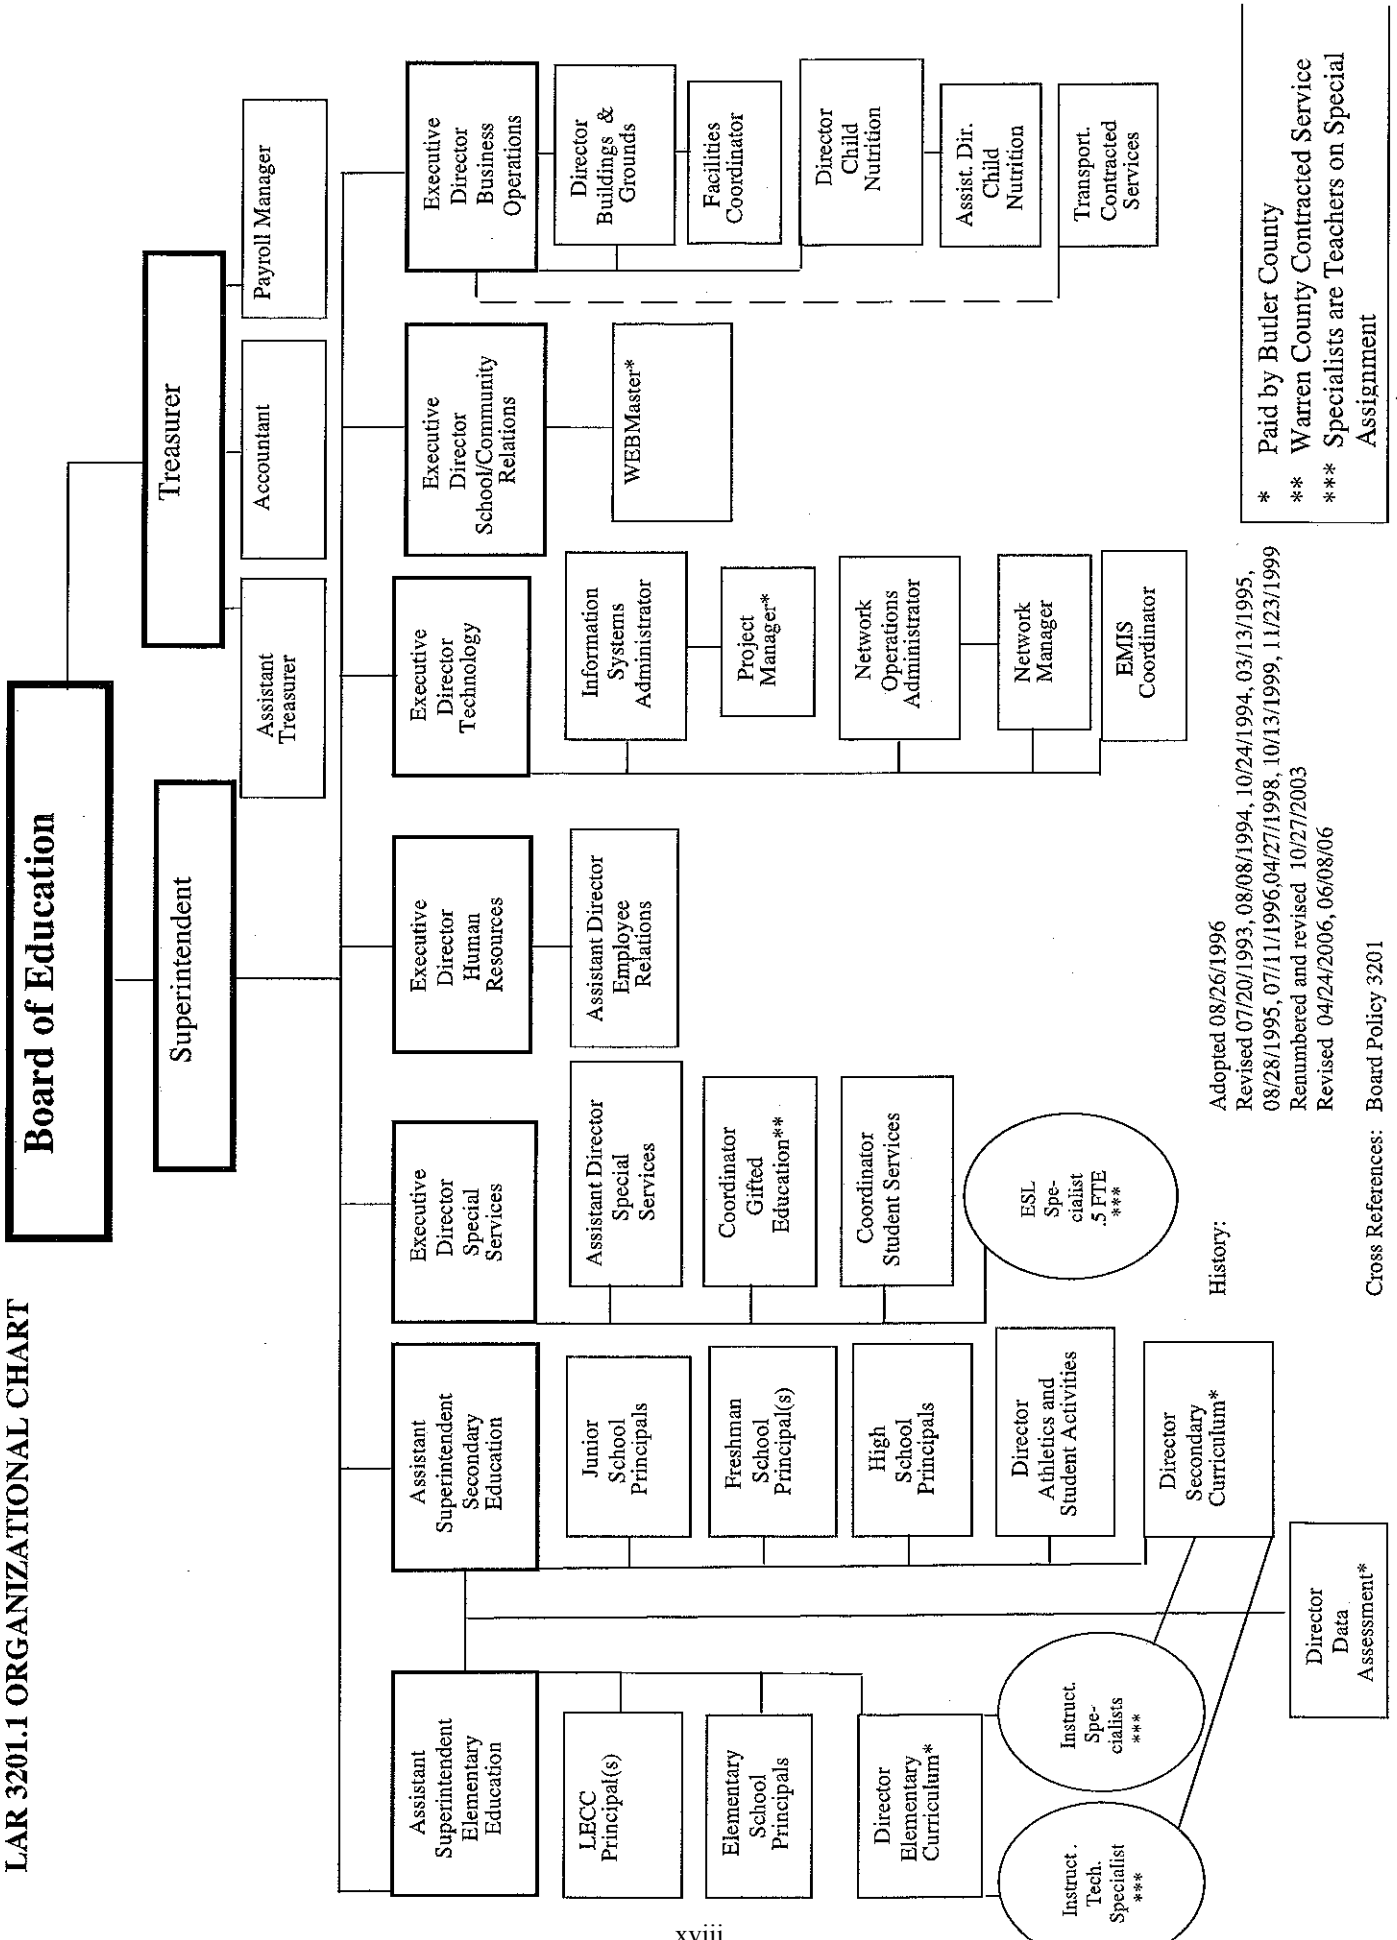 LAR 3201.1 ORGANIZATIONAL CHART
Board of Education
Superintendent
Treasurer
Assistant
Treasurer
Accountant
Payroll Manager
Assistant
Superintendent
Elementary
Education
LECC
Principal(s)
Elementary
School
Principals
Director
Elementary
Curriculum*
Instruct .
Tech.
Specialist
***
Instruct.
Spe-
cialists
***
Assistant
Superintendent
Secondary
Education
Junior
School
Principals
Freshman
School
Principal(s)
High
School
Principals
Director
Athletics and
Student Activities
Director
Secondary
Curriculum*
Director
Data
Assessment*
Executive
Director
Special
Services
Assistant Director
Special
Services
Coordinator
Gifted
Education**
Coordinator
Student Services
ESL
Spe-
cialist
.5 FTE
***
Executive
Director
Human
Resources
Assistant Director
Employee
Relations
Executive
Director
Technology
Information
Systems
Administrator
Project
Manager*
Network
Operations
Administrator
Network
Manager
EMIS
Coordinator
Executive
Director
School/Community
Relations
WEBMaster*
Executive
Director
Business
Operations
Director
Buildings &
Grounds
Facilities
Coordinator
Director
Child
Nutrition
Assist. Dir.
Child
Nutrition
Transport.
Contracted
Services
History:
Adopted 08/26/1996
Revised 07/20/1993, 08/08/1994, 10/24/1994, 03/13/1995,
08/28/1995, 07/11/1996,04/27/1998, 10/13/1999, 11/23/1999
Renumbered and revised 10/27/2003
Revised 04/24/2006, 06/08/06
Cross References: Board Policy 3201
* Paid by Butler County
** Warren County Contracted Service
*** Specialists are Teachers on Special
Assignment
xviii